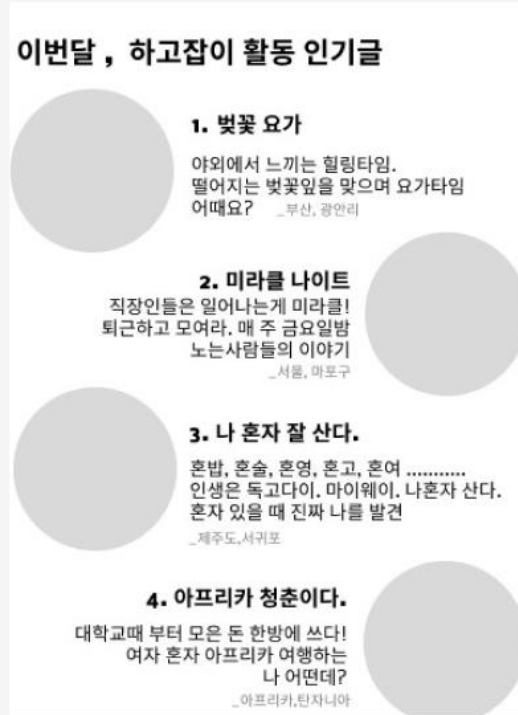 이번달 , 하고잡이 활동 인기글
1. 벚꽃 요가
야외에서 느끼는 힐링타임.
떨어지는 벚꽃잎을 맞으며 요가타임
어때요? _부산, 광안리
2. 미라클 나이트
직장인들은 일어나는게 미라클!
퇴근하고 모여라. 매 주 금요일밤
노는사람들의 이야기
_서울, 마포구
3. 나 혼자 잘 산다.
혼밥, 혼술, 혼영, 혼고, 혼여 ..........
인생은 독고다이. 마이웨이. 나혼자 산다.
혼자 있을 때 진짜 나를 발견
_제주도,서귀포
4. 아프리카 청춘이다.
대학교때 부터 모은 돈 한방에 쓰다!
여자 혼자 아프리카 여행하는
나 어떤데?
_아프리카,탄자니아